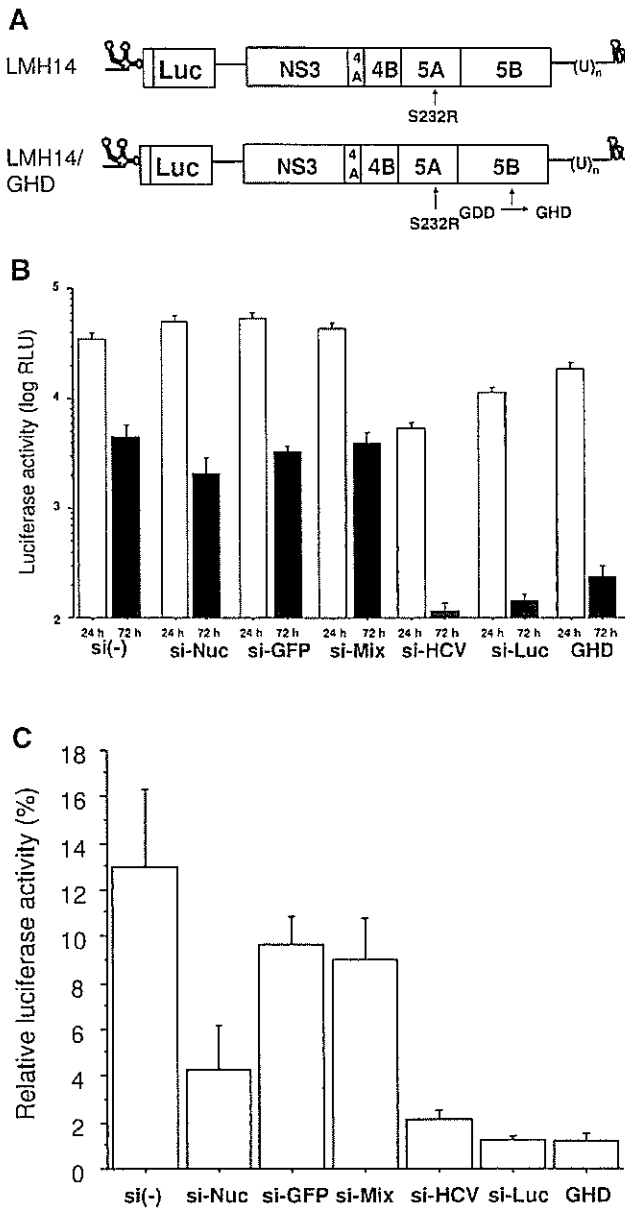 A
LMH14
Luc
NS3
4
A
4B
5A
5B
(U)n
S232R
LMH14/
GHD
Luc
NS3
4
A
4B
5A
5B
(U)n
S232R
GDD
GHD
B
Luciferase activity (log RLU)
5
4
3
2
24 h 72 h 24 h 72 h 24 h 72 h 24 h 72 h 24 h 72 h 24 h 72 h 24 h 72 h
si(-) si-Nuc si-GFP si-Mix si-HCV si-Luc GHD
C
Relative luciferase activity (%)
18
16
14
12
10
8
6
4
2
0
si(-) si-Nuc si-GFP si-Mix si-HCV si-Luc GHD